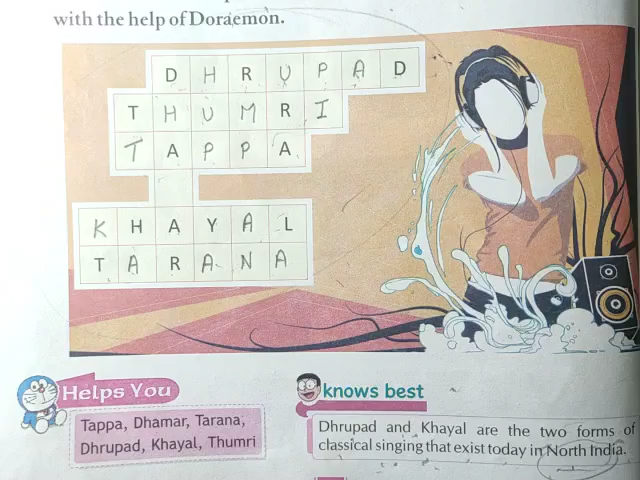 with the help of Doraemon.
D H R U P A D
T H U M R I
T A P P A
K H A Y A L
T A R A N A
Helps You
Tappa, Dhamar, Tarana,
Dhrupad, Khayal, Thumri
knows best
Dhrupad and Khayal are the two forms of
classical singing that exist today in North India.